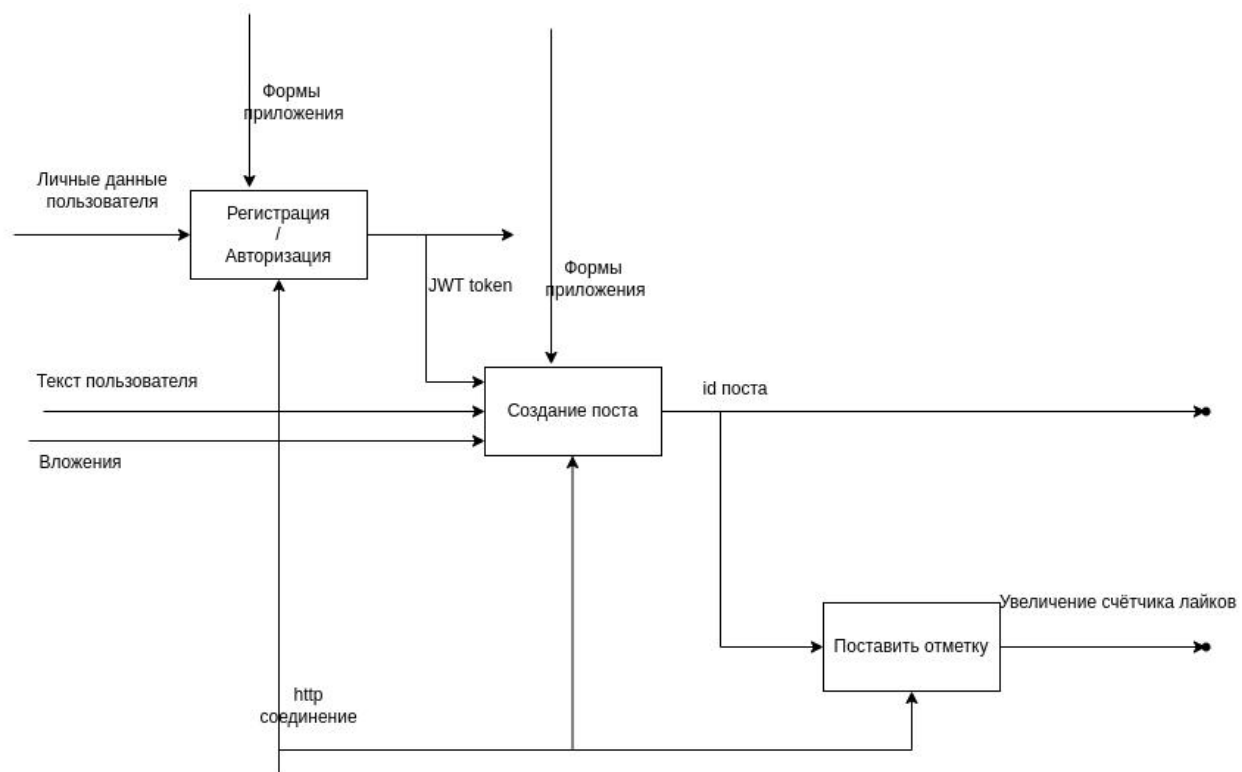 Формы
приложения
Личные данные
пользователя
Регистрация
/
Авторизация
Формы
приложения
JWT token
Текст пользователя
id поста
Создание поста
Вложения
Увеличение счётчика лайков
Поставить отметку
http
соединение